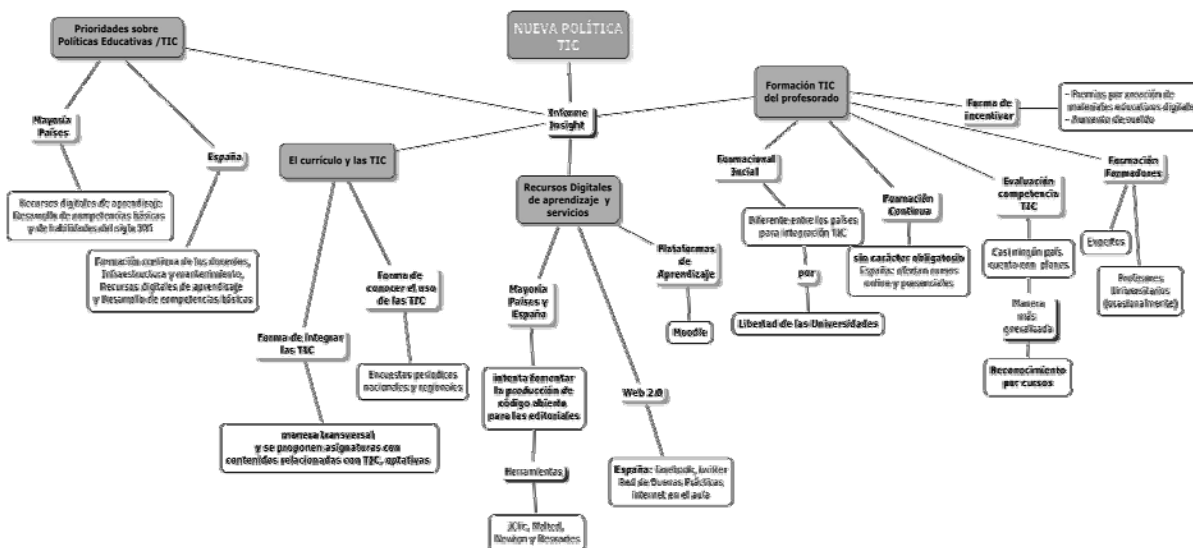 NUEVA POLÍTICA
TIC
Prioridades sobre
Políticas Educativas /TIC
Mayoría
Países
España
Recursos digitales de aprendizaje
Desarrollo de competencias básicas
y de habilidades del siglo XXI
Formación continua de los docentes,
Infraestructura y mantenimiento,
Recursos digitales de aprendizaje
y Desarrollo de competencias básicas
Informe
Insight
El currículo y las TIC
Forma de integrar
las TIC
Forma de
conocer el uso
de las TIC
Encuestas periódicas
nacionales y regionales
manera transversal
y se proponen asignaturas con
contenidos relacionadas con TIC, optativas
Recursos Digitales
de aprendizaje y
servicios
Mayoría
Países y
España
intenta fomentar
la producción de
código abierto
para las editoriales
Herramientas
JClic, Malted,
Newton y Descartes
Web 2.0
España: facebook, twitter
Red de Buenas Prácticas,
Internet en el aula
Plataformas
de
Aprendizaje
Moodle
Formación TIC
del profesorado
Forma de
incentivar
- Premios por creación de
materiales educativos digitales
- Aumento de sueldo
Formacional
Inicial
Diferente entre los países
para integración TIC
por
Libertad de las Universidades
Formación
Continua
sin carácter obligatorio
España: ofertan cursos
online y presenciales
Evaluación
competencia
TIC
Casi ningún país
cuenta con planes
Manera
más
Reconocimiento
por cursos
Formación
Formadores
Expertos
Profesores
Universitarios
(ocasionalmente)